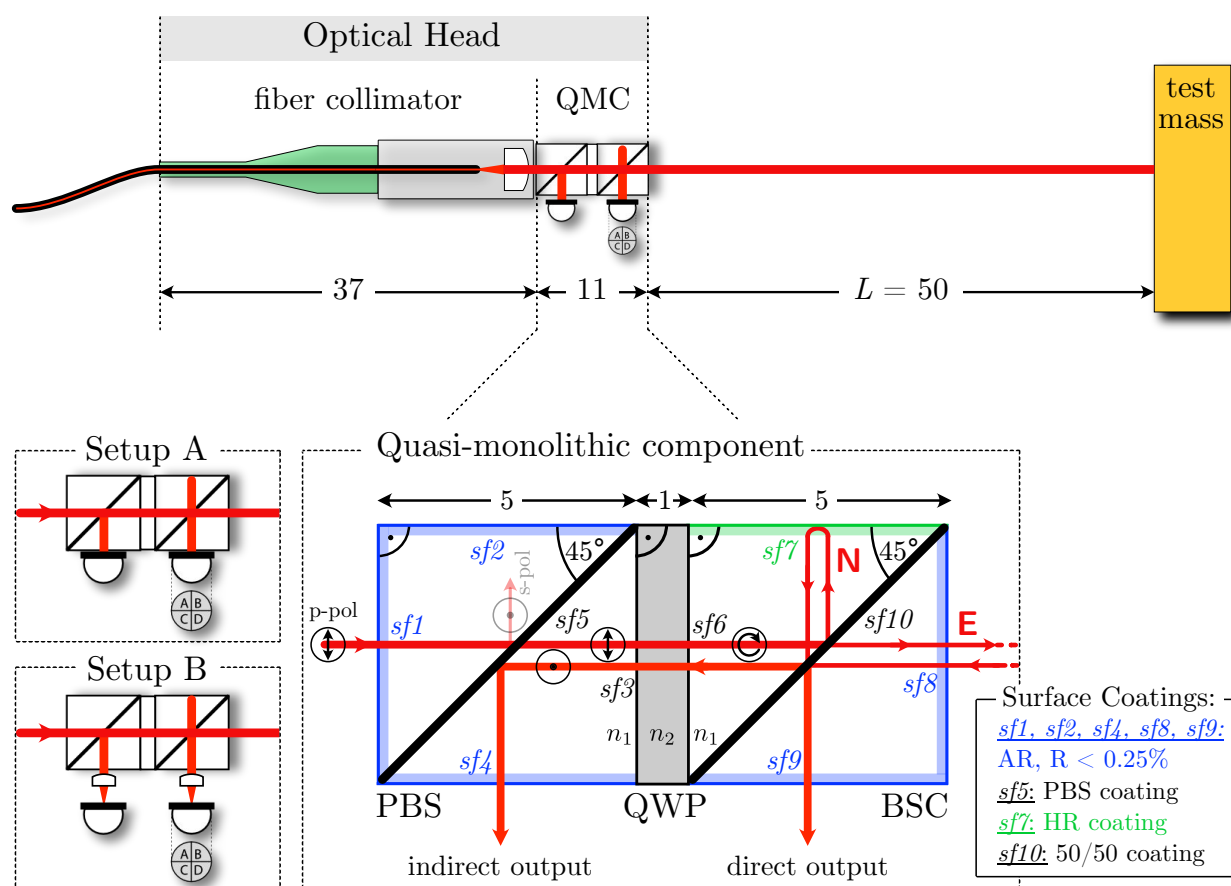 Optical Head
fiber collimator
QMC
test
mass
A B
C D
37
11
L = 50
Setup A
A B
C D
Setup B
A B
C D
Quasi-monolithic component
5
1
5
sf2
45°
sf7
45°
s-pol
N
p-pol
sf1
sf5
sf6
sf10
E
sf3
sf8
n1
n2
n1
sf4
sf9
PBS
QWP
BSC
indirect output
direct output
Surface Coatings:
sf1, sf2, sf4, sf8, sf9:
AR, R < 0.25%
sf5: PBS coating
sf7: HR coating
sf10: 50/50 coating